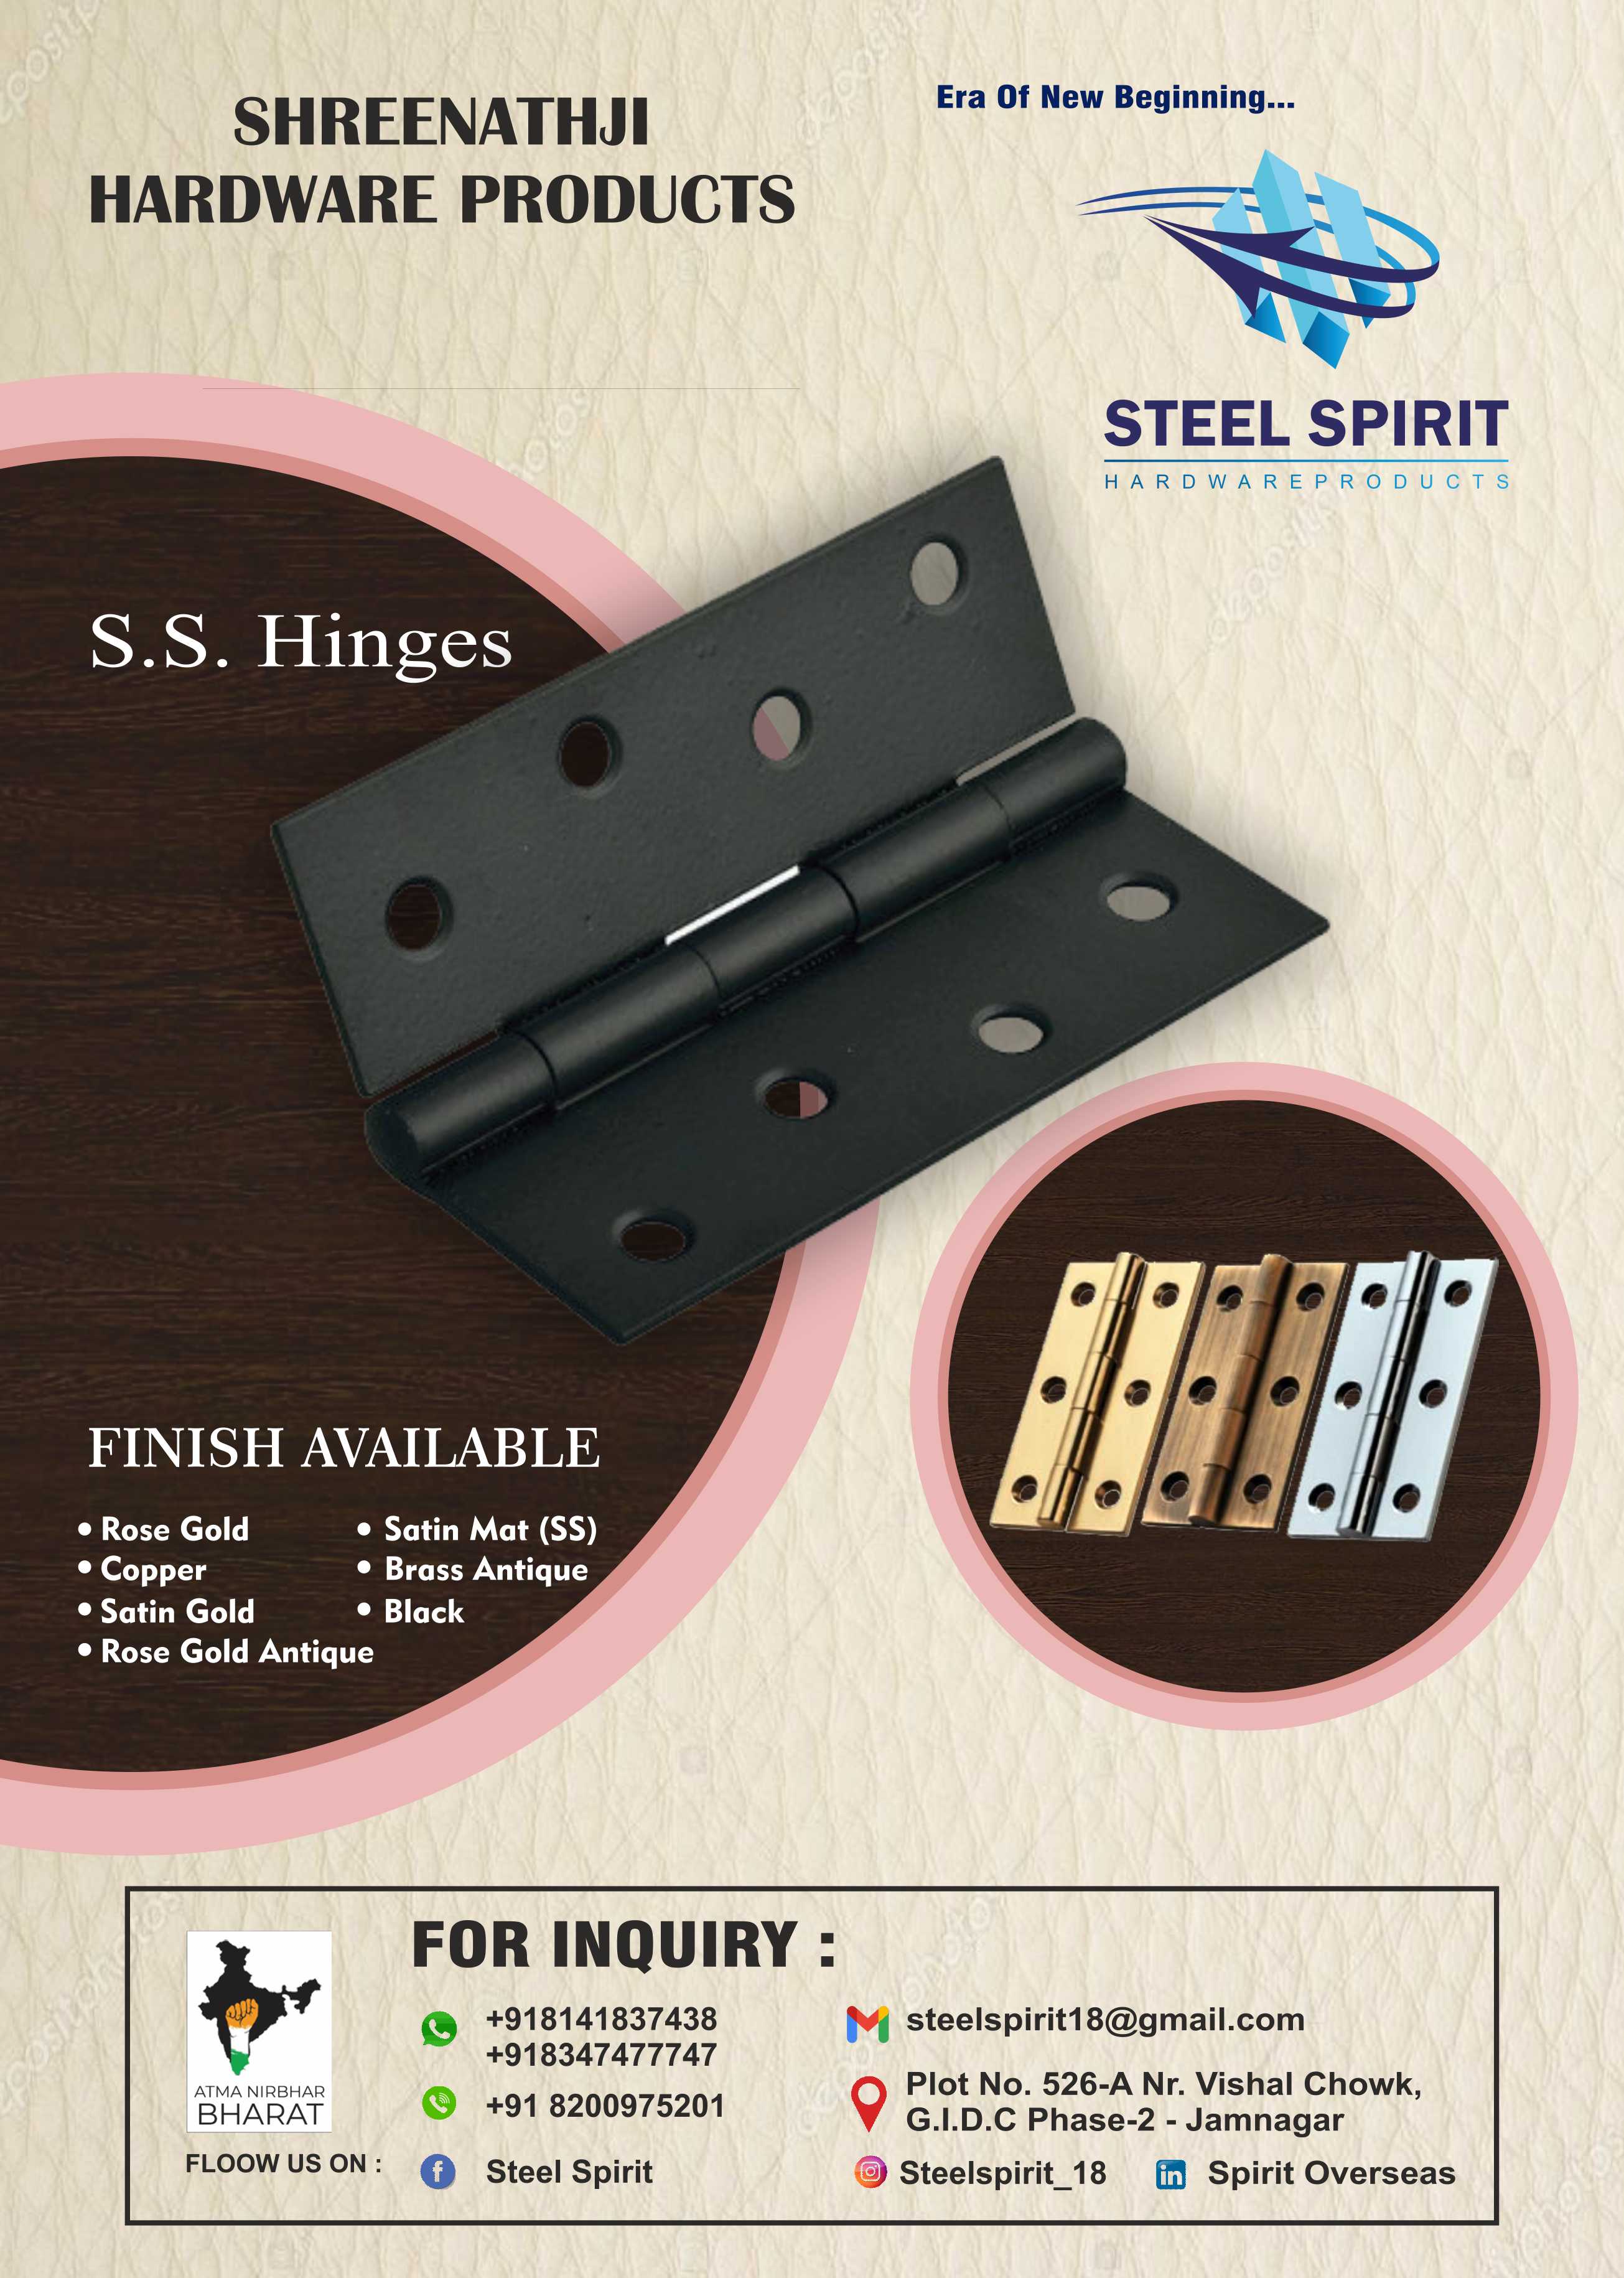 SHREENATHJI
HARDWARE PRODUCTS
Era Of New Beginning...
STEEL SPIRIT
HARDWAREPRODUCTS
S.S. Hinges
FINISH AVAILABLE
• Rose Gold
• Copper
• Satin Gold
• Rose Gold Antique
• Satin Mat (SS)
• Brass Antique
• Black
FOR INQUIRY :
+918141837438
+918347477747
+91 8200975201
steelspirit18@gmail.com
Plot No. 526-A Nr. Vishal Chowk,
G.I.D.C Phase-2 - Jamnagar
ATMA NIRBHAR
BHARAT
FLOOW US ON :
Steel Spirit
Steelspirit_18
Spirit Overseas
depositphotos